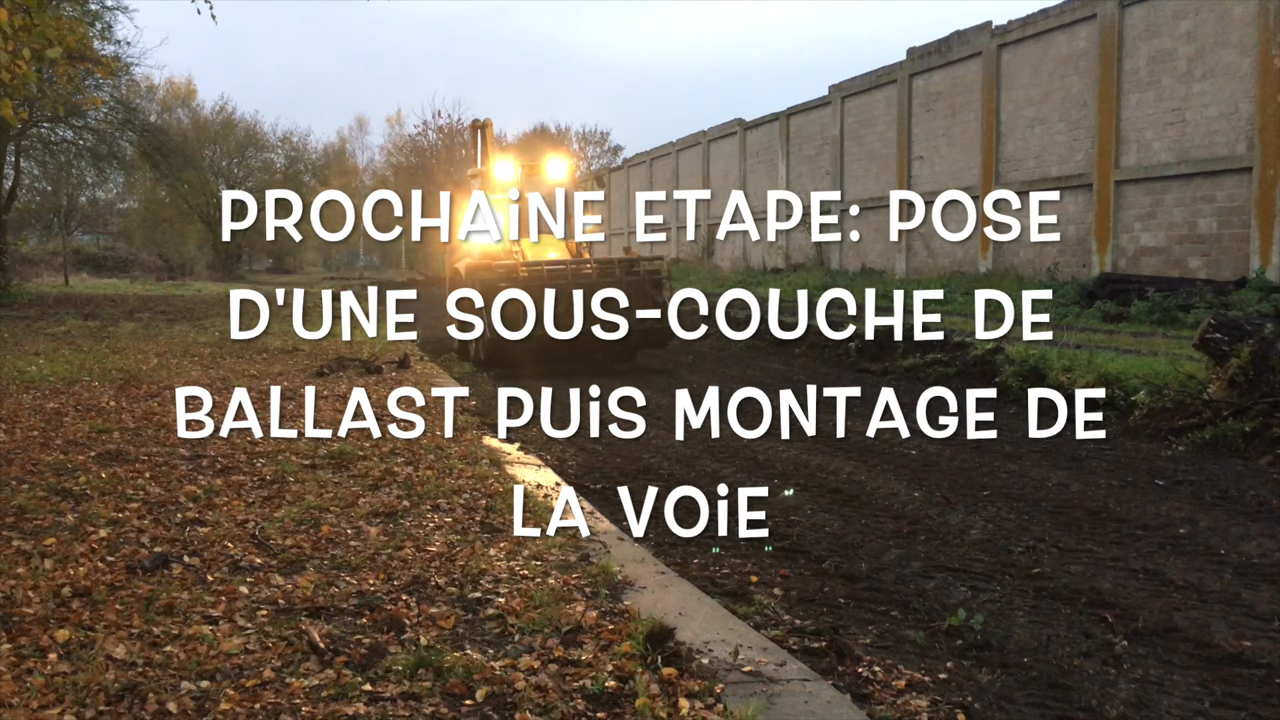 PROCHAiNE ETAPE: POSE
D'UNE SOUS-COUCHE DE
BALLAST PUiS MONTAGE DE
LA VOiE